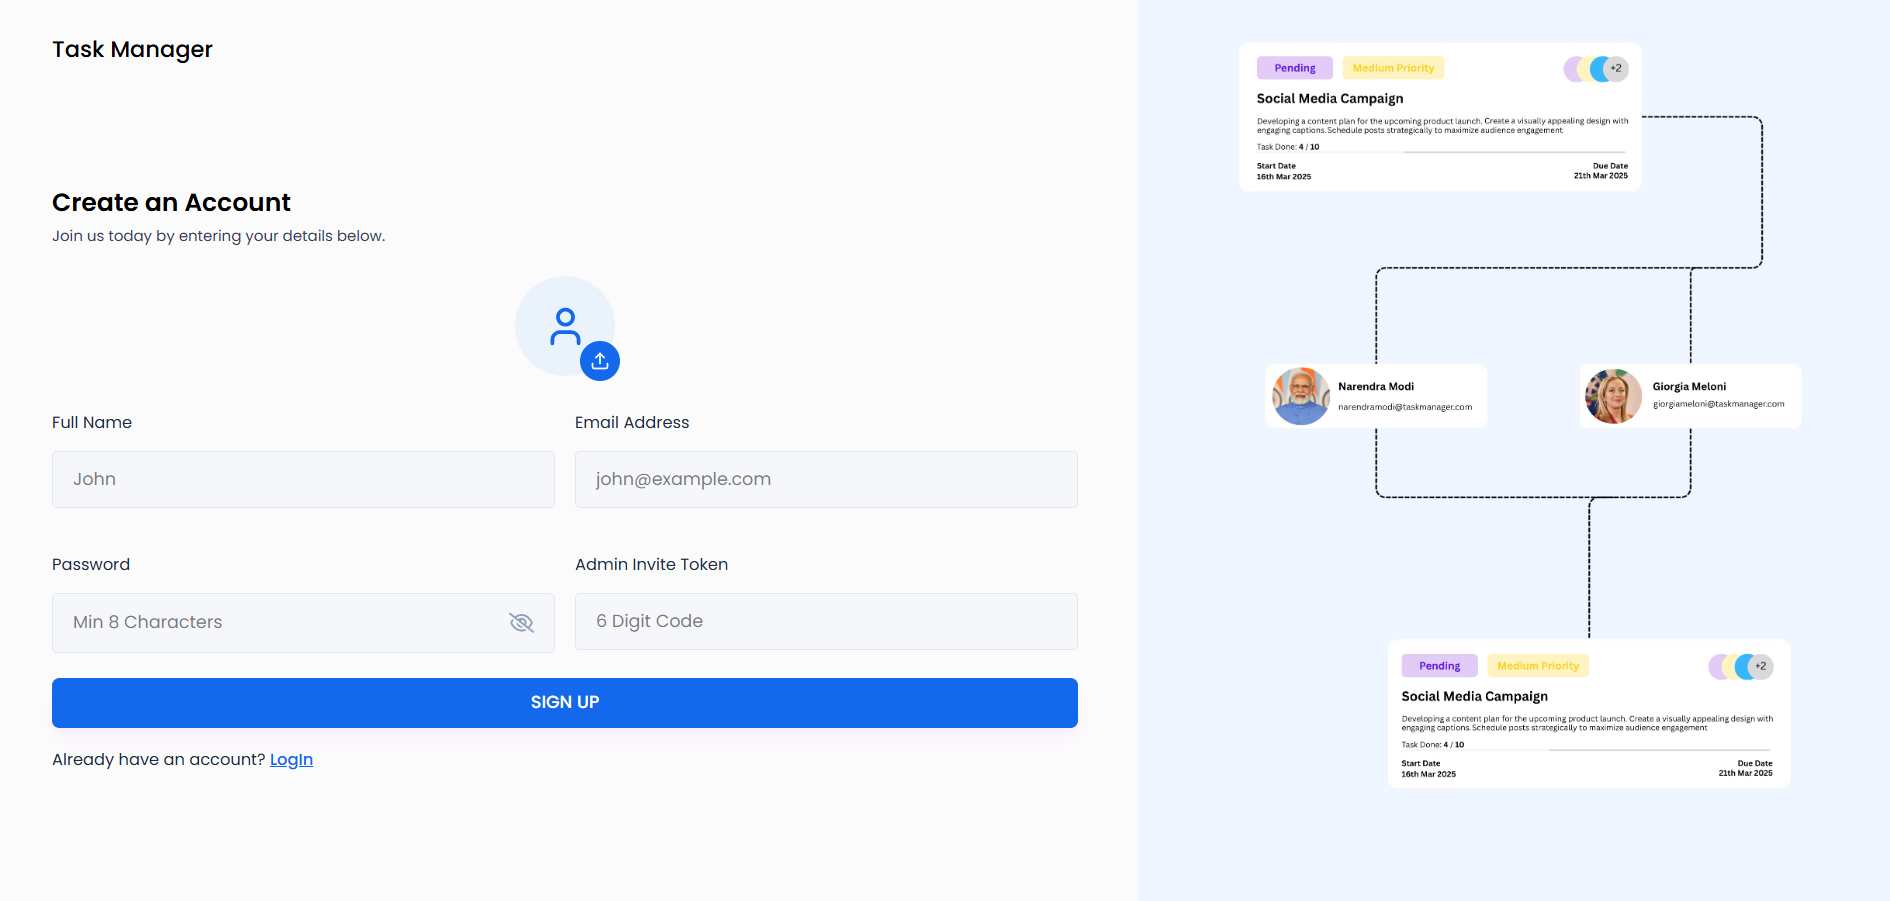 Task Manager
Create an Account
Join us today by entering your details below.
Full Name
Email Address
John
john@example.com
Password
Admin Invite Token
Min 8 Characters
6 Digit Code
SIGN UP
Already have an account? LogIn
Pending
Medium Priority
+2
Social Media Campaign
Developing a content plan for the upcoming product launch. Create a visually appealing design with
engaging captions. Schedule posts strategically to maximize audience engagement
Task Done: 4 / 10
Start Date
Due Date
16th Mar 2025
21th Mar 2025
Narendra Modi
narendramodi@taskmanager.com
Giorgia Meloni
giorgiameloni@taskmanager.com
Pending
Medium Priority
+2
Social Media Campaign
Developing a content plan for the upcoming product launch. Create a visually appealing design with
engaging captions. Schedule posts strategically to maximize audience engagement
Task Done: 4 / 10
Start Date
Due Date
16th Mar 2025
21th Mar 2025